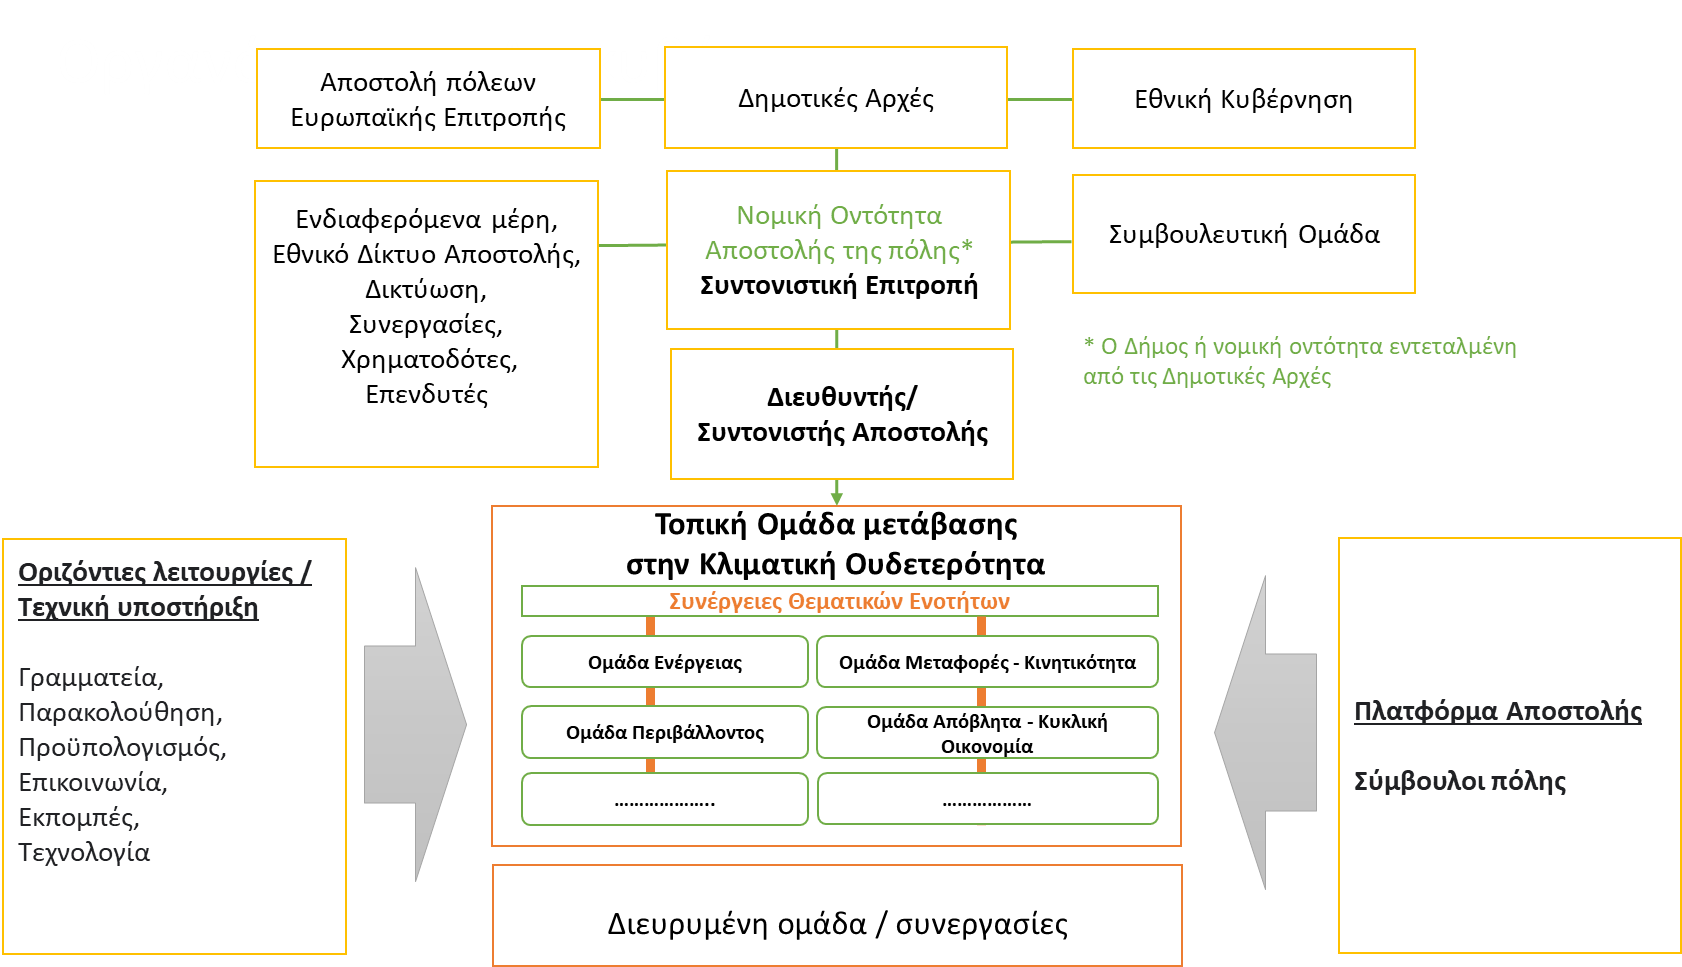 Αποστολή πόλεων
Ευρωπαϊκής Επιτροπής
Δημοτικές Αρχές
Εθνική Κυβέρνηση
Ενδιαφερόμενα μέρη,
Εθνικό Δίκτυο Αποστολής,
Δικτύωση,
Συνεργασίες,
Χρηματοδότες,
Επενδυτές
Νομική Οντότητα
Αποστολής της πόλης*
Συντονιστική Επιτροπή
Συμβουλευτική Ομάδα
* Ο Δήμος ή νομική οντότητα εντεταλμένη
από τις Δημοτικές Αρχές
Διευθυντής/
Συντονιστής Αποστολής
Τοπική Ομάδα μετάβασης
στην Κλιματική Ουδετερότητα
Συνέργειες Θεματικών Ενοτήτων
Ομάδα Ενέργειας
Ομάδα Μεταφορές - Κινητικότητα
Ομάδα Περιβάλλοντος
Ομάδα Απόβλητα - Κυκλική
Οικονομία
………………..
………………
Οριζόντιες λειτουργίες /
Τεχνική υποστήριξη
Γραμματεία,
Παρακολούθηση,
Προϋπολογισμός,
Επικοινωνία,
Εκπομπές,
Τεχνολογία
Πλατφόρμα Αποστολής
Σύμβουλοι πόλης
Διευρυμένη ομάδα / συνεργασίες